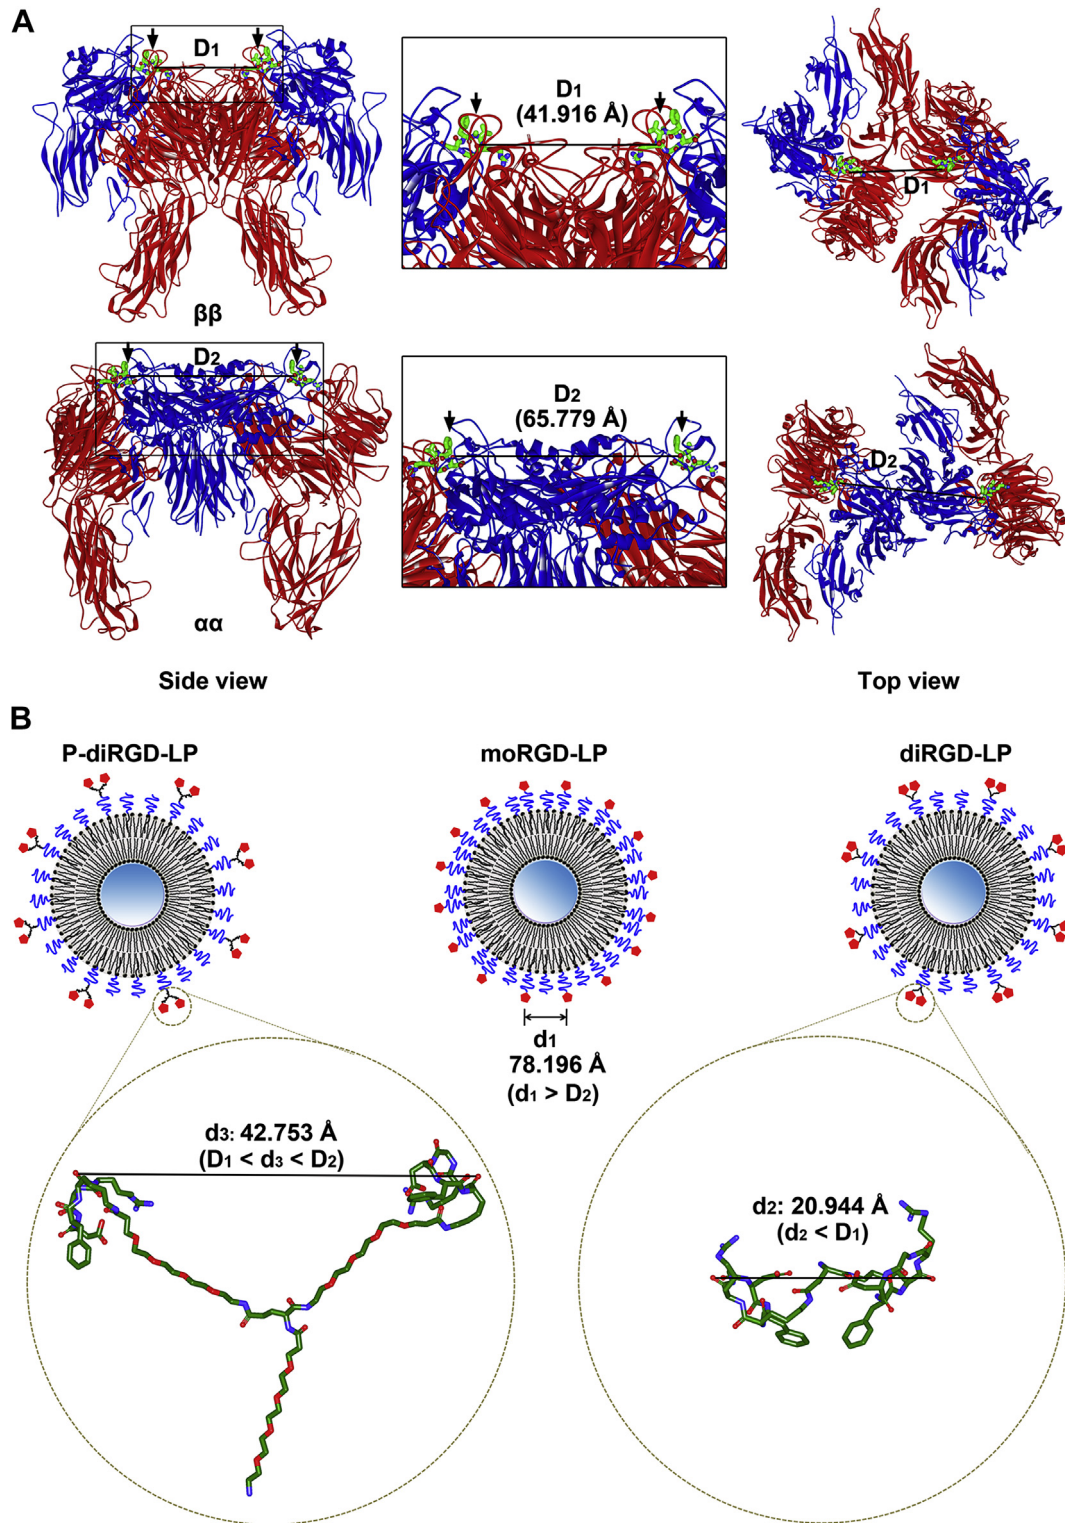 A
D1
D1
(41.916 Å)
D1
ββ
D2
D2
(65.779 Å)
D2
αα
Side view
Top view
B
P-diRGD-LP
moRGD-LP
diRGD-LP
d1
78.196 Å
(d1 > D2)
d3: 42.753 Å
(D1 < d3 < D2)
d2: 20.944 Å
(d2 < D1)